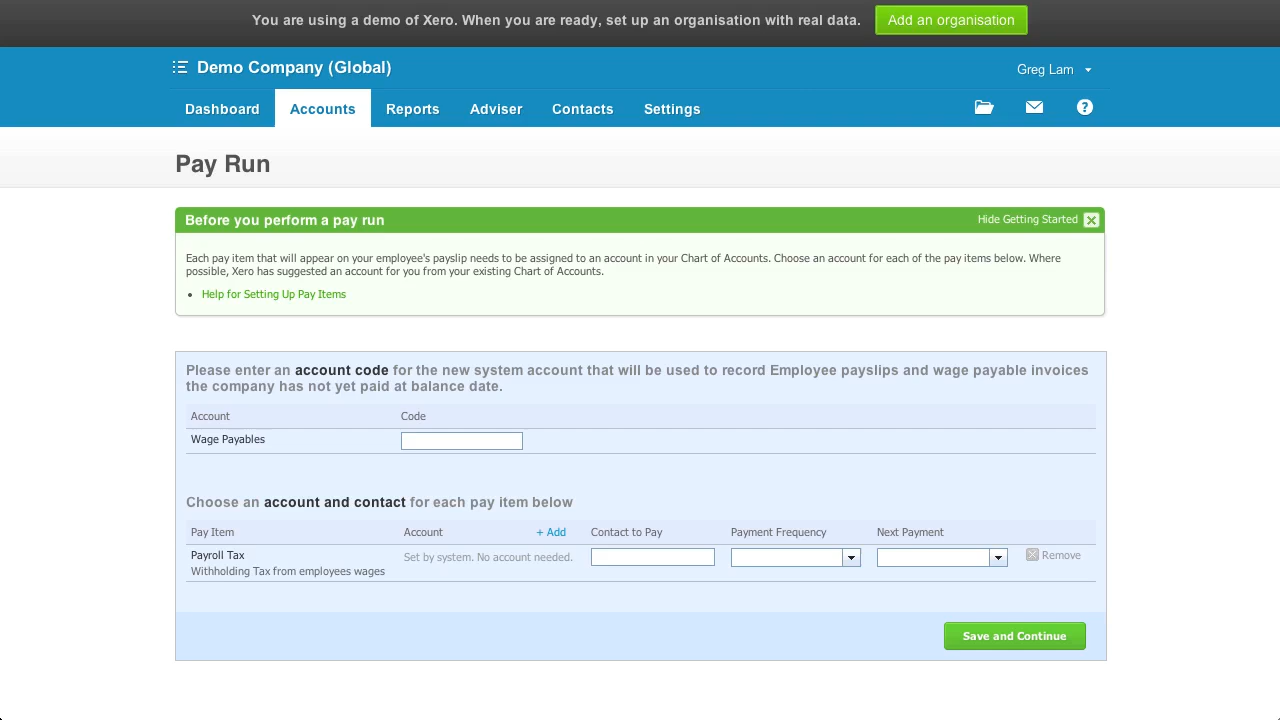 You are using a demo of Xero. When you are ready, set up an organisation with real data. Add an organisation
Demo Company (Global)
Greg Lam
Dashboard Accounts Reports Adviser Contacts Settings
Pay Run
Before you perform a pay run
Hide Getting Started
Each pay item that will appear on your employee's payslip needs to be assigned to an account in your Chart of Accounts. Choose an account for each of the pay items below. Where
possible, Xero has suggested an account for you from your existing Chart of Accounts.
Help for Setting Up Pay Items
Please enter an account code for the new system account that will be used to record Employee payslips and wage payable invoices
the company has not yet paid at balance date.
Account Code
Wage Payables
Choose an account and contact for each pay item below
Pay Item Account + Add Contact to Pay Payment Frequency Next Payment
Payroll Tax Set by system. No account needed. Remove
Withholding Tax from employees wages
Save and Continue